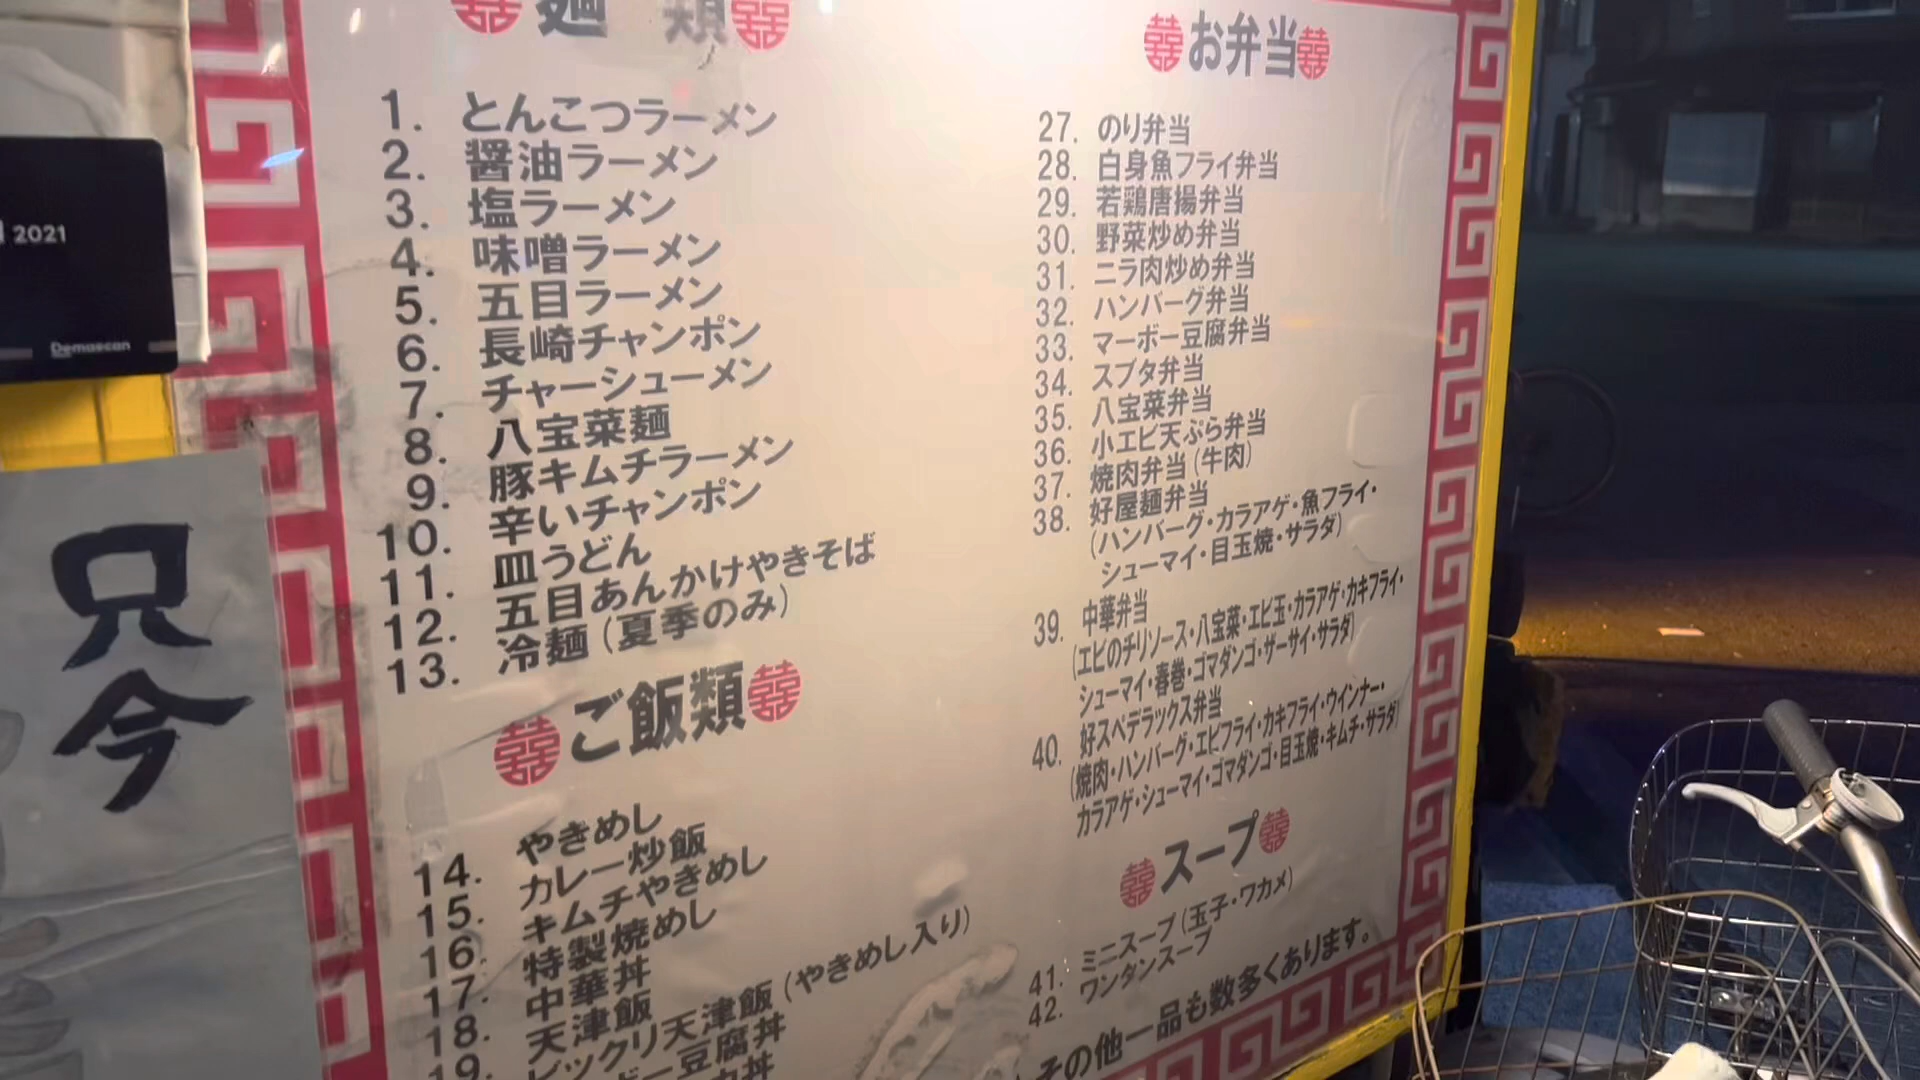 麺 類
1. とんこつラーメン
2. 醤油ラーメン
3. 塩ラーメン
4. 味噌ラーメン
5. 五目ラーメン
6. 長崎チャンポン
7. チャーシューメン
8. 八宝菜麺
9. 豚キムチラーメン
10. 辛いチャンポン
11. 皿うどん
12. 五目あんかけやきそば
13. 冷麺 (夏季のみ)
ご飯類
14. やきめし
15. カレー炒飯
16. キムチやきめし
17. 特製焼めし
18. 中華丼
19. 天津飯
ビックリ天津飯 (やきめし入り)
豆腐丼
丼
お弁当
27. のり弁当
28. 白身魚フライ弁当
29. 若鶏唐揚弁当
30. 野菜炒め弁当
31. ニラ肉炒め弁当
32. ハンバーグ弁当
33. マーボー豆腐弁当
34. スブタ弁当
35. 八宝菜弁当
36. 小エビ天ぷら弁当
37. 焼肉弁当 (牛肉)
38. 好屋麺弁当
(ハンバーグ・カラアゲ・魚フライ・
シューマイ・目玉焼・サラダ)
39. 中華弁当
(エビのチリソース・八宝菜・エビ玉・カラアゲ・カキフライ・
シューマイ・春巻・ゴマダンゴ・ザーサイ・サラダ)
40. 好スペデラックス弁当
(焼肉・ハンバーグ・エビフライ・カキフライ・ウインナー・
カラアゲ・シューマイ・ゴマダンゴ・目玉焼・キムチ・サラダ)
スープ
41. ミニスープ (玉子・ワカメ)
42. ワンタンスープ
その他一品も数多くあります。
2021
Demaecan
只今